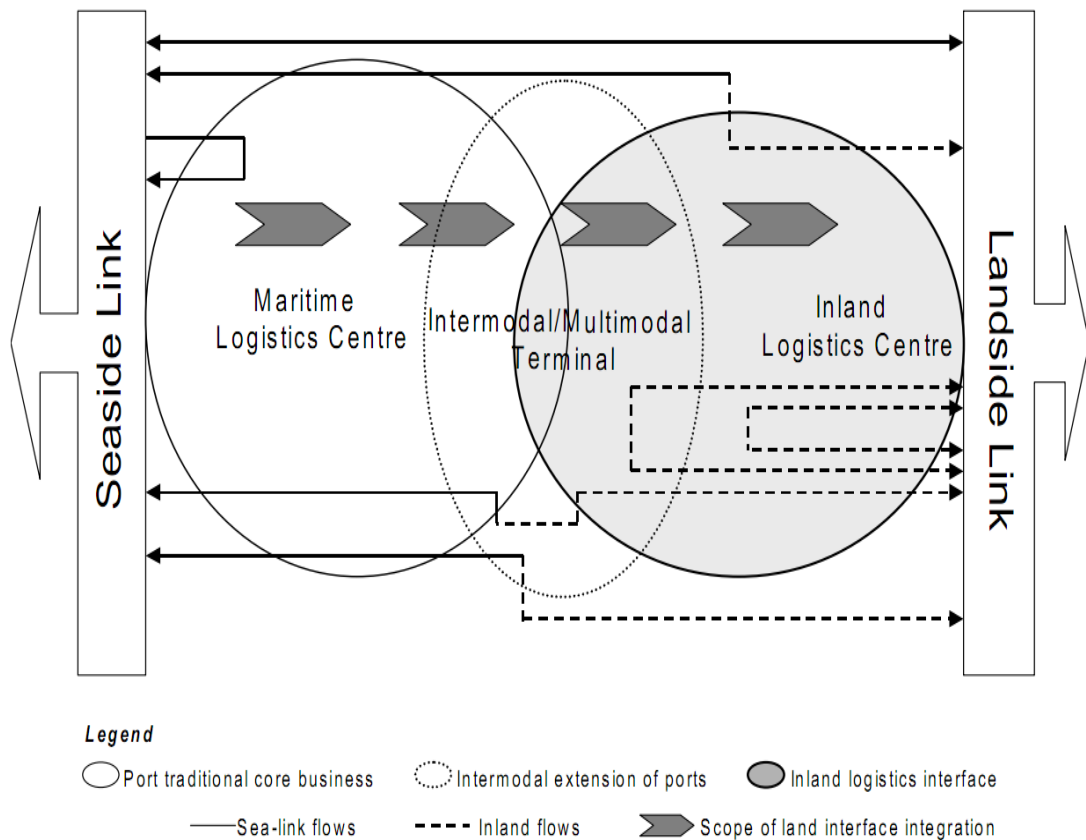 Seaside Link
Landside Link
Maritime
Logistics Centre
Intermodal/Multimodal
Terminal
Inland
Logistics Centre
Legend
Port traditional core business
Intermodal extension of ports
Inland logistics interface
Sea-link flows
Inland flows
Scope of land interface integration